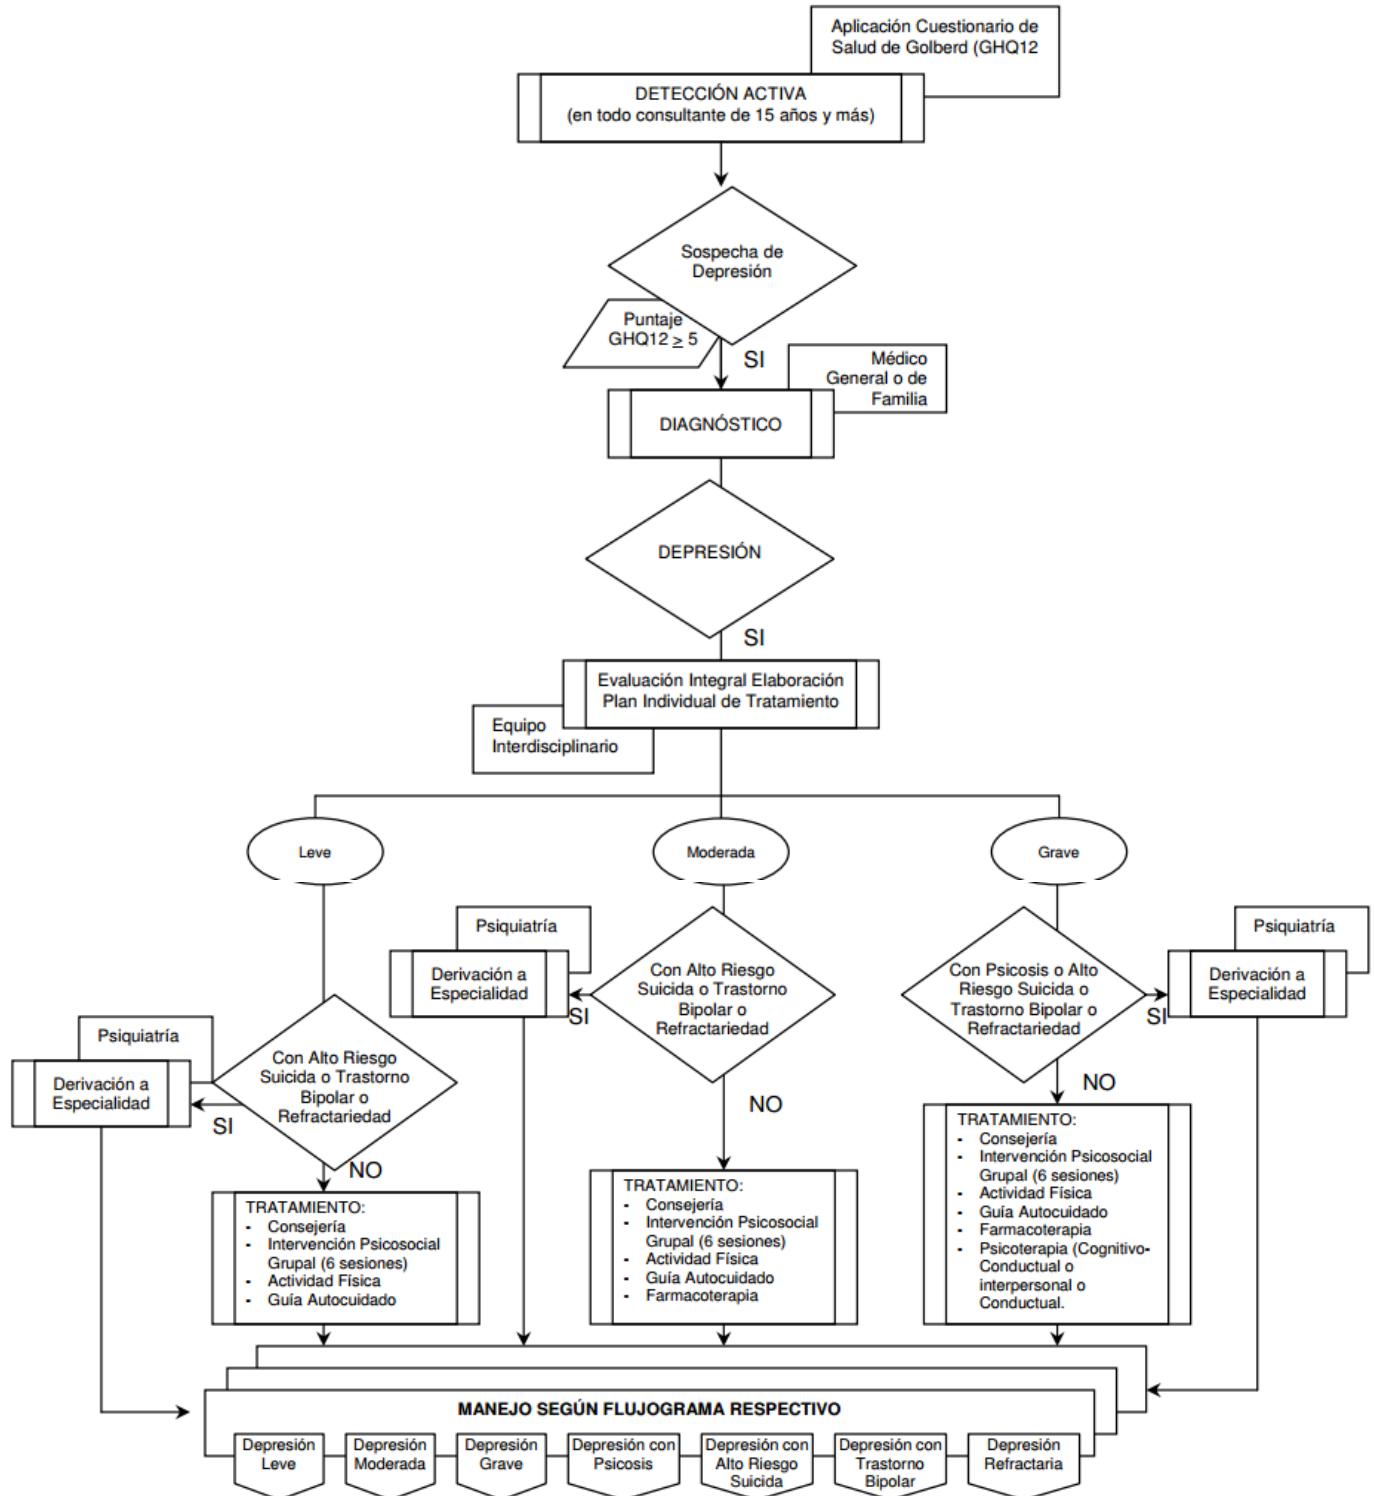 Aplicación Cuestionario de
Salud de Golberd (GHQ12
DETECCIÓN ACTIVA
(en todo consultante de 15 años y más)
Sospecha de
Depresión
Puntaje
GHQ12 ≥ 5
SI
Médico
General o de
Familia
DIAGNÓSTICO
DEPRESIÓN
SI
Evaluación Integral Elaboración
Plan Individual de Tratamiento
Equipo
Interdisciplinario
Leve
Moderada
Grave
Psiquiatría
Derivación a
Especialidad
Con Alto Riesgo
Suicida o Trastorno
Bipolar o
Refractariedad
SI
NO
TRATAMIENTO:
- Consejería
- Intervención Psicosocial
Grupal (6 sesiones)
- Actividad Física
- Guía Autocuidado
Psiquiatría
Derivación a
Especialidad
Con Alto Riesgo
Suicida o Trastorno
Bipolar o
Refractariedad
SI
NO
TRATAMIENTO:
- Consejería
- Intervención Psicosocial
Grupal (6 sesiones)
- Actividad Física
- Guía Autocuidado
- Farmacoterapia
Con Psicosis o Alto
Riesgo Suicida o
Trastorno Bipolar o
Refractariedad
Psiquiatría
Derivación a
Especialidad
SI
NO
TRATAMIENTO:
- Consejería
- Intervención Psicosocial
Grupal (6 sesiones)
- Actividad Física
- Guía Autocuidado
- Farmacoterapia
- Psicoterapia (Cognitivo-
Conductual o
interpersonal o
Conductual.
MANEJO SEGÚN FLUJOGRAMA RESPECTIVO
Depresión
Leve
Depresión
Moderada
Depresión
Grave
Depresión con
Psicosis
Depresión con
Alto Riesgo
Suicida
Depresión con
Trastorno
Bipolar
Depresión
Refractaria